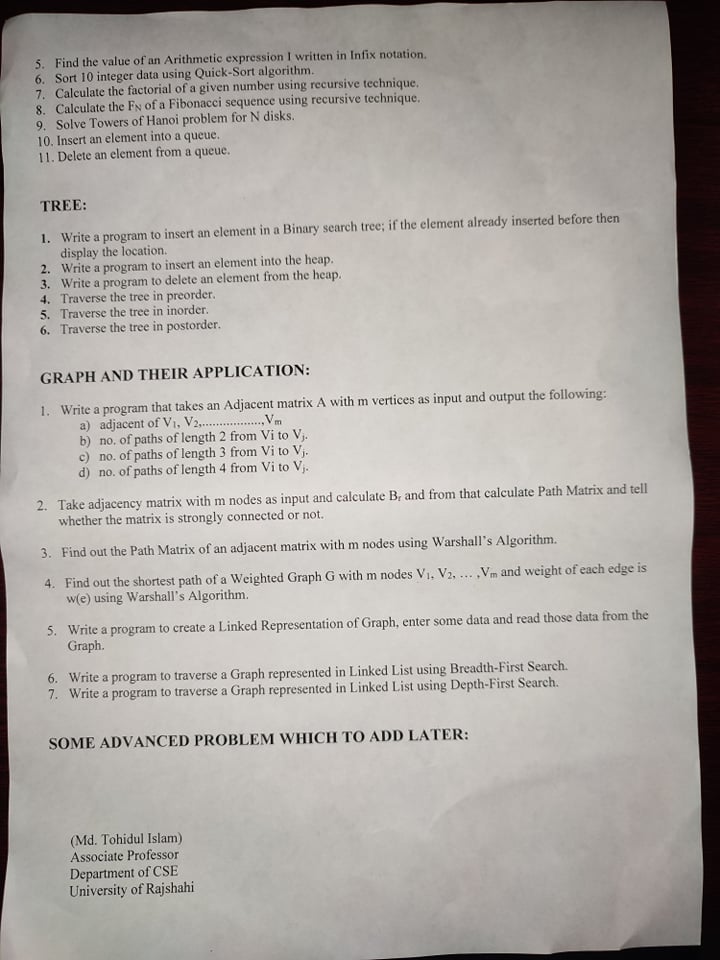 5. Find the value of an Arithmetic expression I written in Infix notation.
6. Sort 10 integer data using Quick-Sort algorithm.
7. Calculate the factorial of a given number using recursive technique.
8. Calculate the FN of a Fibonacci sequence using recursive technique.
9. Solve Towers of Hanoi problem for N disks.
10. Insert an element into a queue.
11. Delete an element from a queue.
TREE:
1. Write a program to insert an element in a Binary search tree; if the element already inserted before then
display the location.
2. Write a program to insert an element into the heap.
3. Write a program to delete an element from the heap.
4. Traverse the tree in preorder.
5. Traverse the tree in inorder.
6. Traverse the tree in postorder.
GRAPH AND THEIR APPLICATION:
1. Write a program that takes an Adjacent matrix A with m vertices as input and output the following:
a) adjacent of V1, V2,..................,Vm
b) no. of paths of length 2 from Vi to Vj.
c) no. of paths of length 3 from Vi to Vj.
d) no. of paths of length 4 from Vi to Vj.
2. Take adjacency matrix with m nodes as input and calculate Br and from that calculate Path Matrix and tell
whether the matrix is strongly connected or not.
3. Find out the Path Matrix of an adjacent matrix with m nodes using Warshall's Algorithm.
4. Find out the shortest path of a Weighted Graph G with m nodes V1, V2, ... ,Vm and weight of each edge is
w(e) using Warshall's Algorithm.
5. Write a program to create a Linked Representation of Graph, enter some data and read those data from the
Graph.
6. Write a program to traverse a Graph represented in Linked List using Breadth-First Search.
7. Write a program to traverse a Graph represented in Linked List using Depth-First Search.
SOME ADVANCED PROBLEM WHICH TO ADD LATER:
(Md. Tohidul Islam)
Associate Professor
Department of CSE
University of Rajshahi